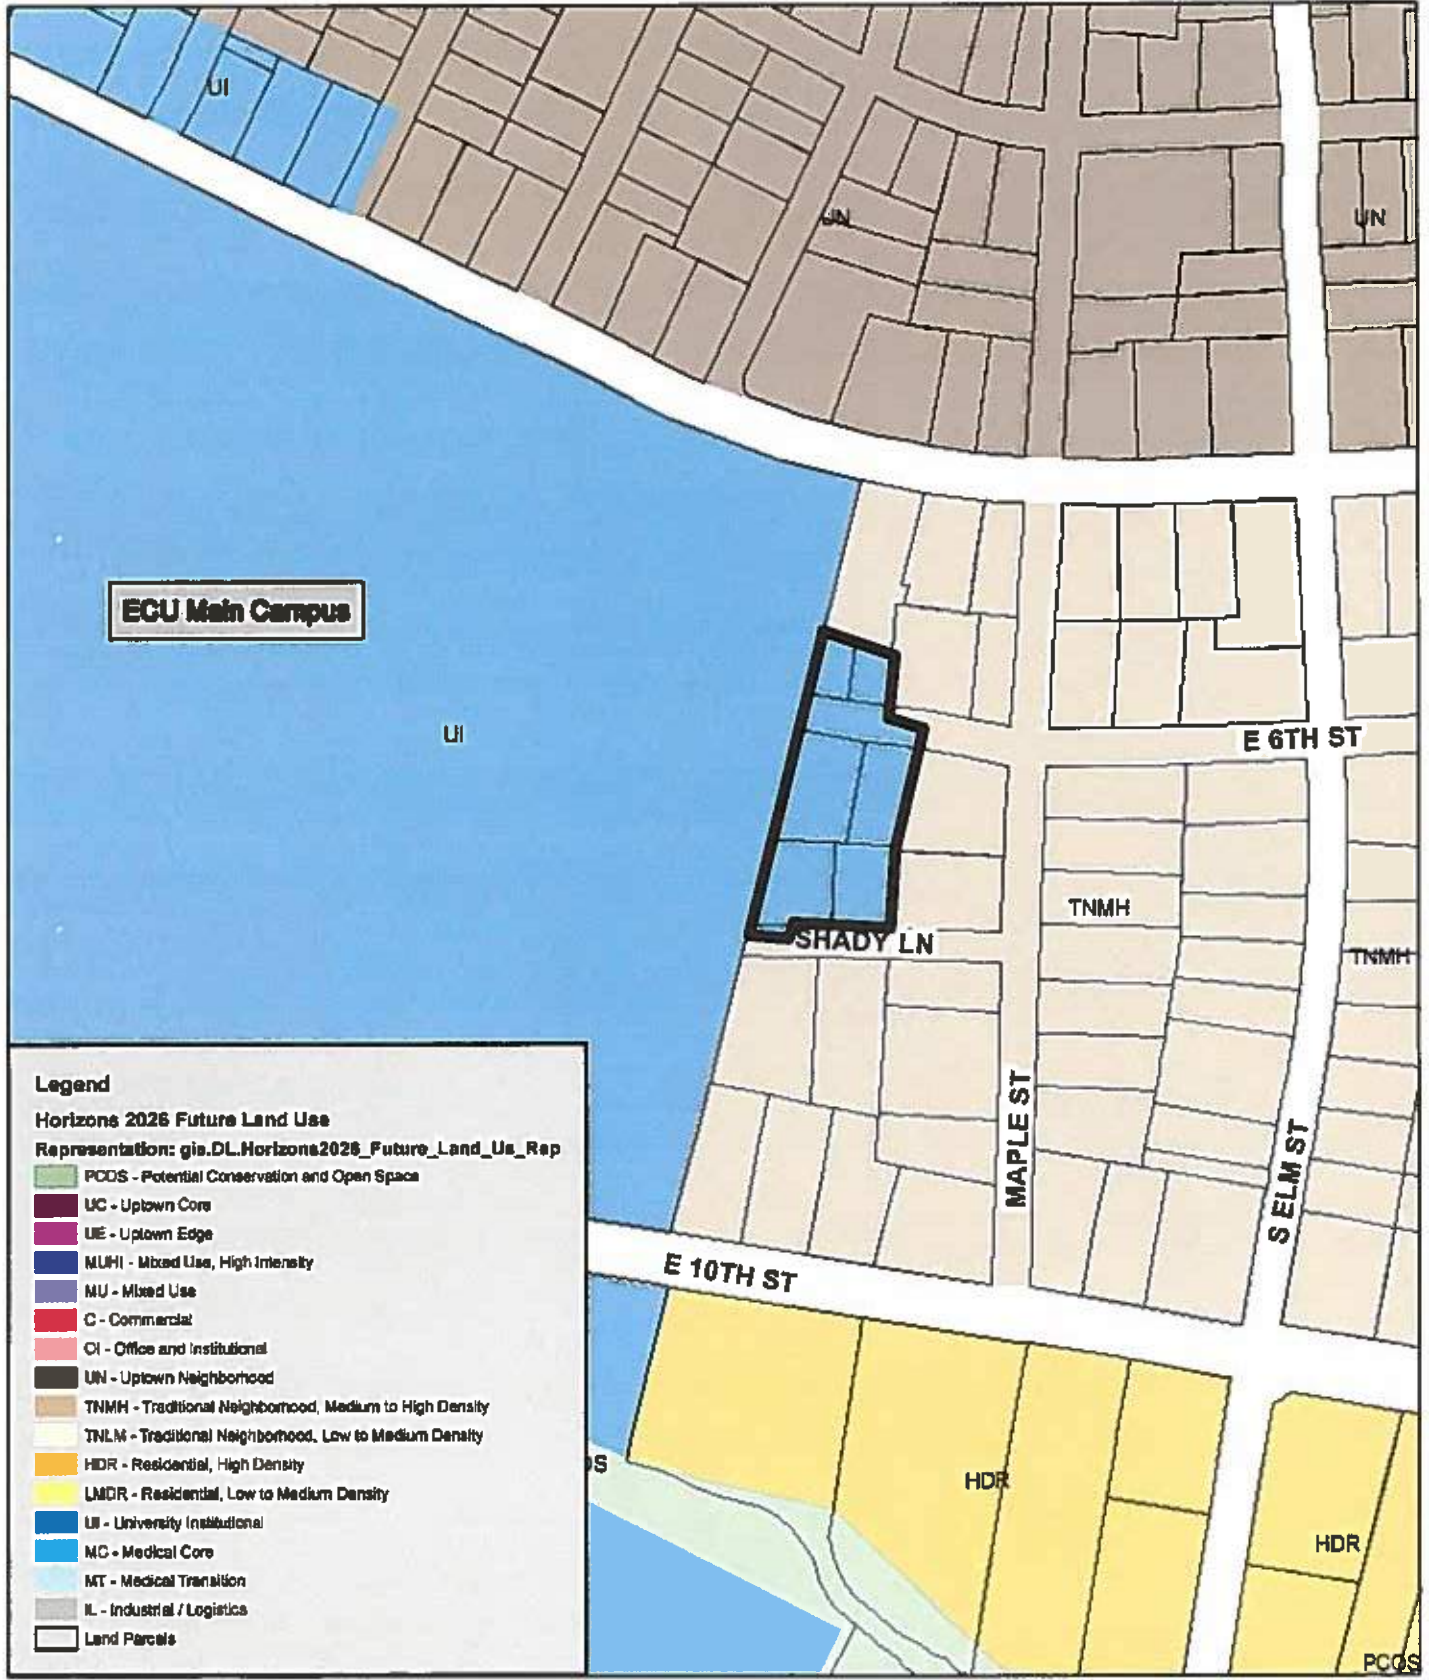 UI
UN
UN
ECU Main Campus
UI
E 6TH ST
TNMH
SHADY LN
TNMH
MAPLE ST
S ELM ST
E 10TH ST
HDR
HDR
PCOS
Legend
Horizons 2026 Future Land Use
Representation: gis.DL.Horizons2026_Future_Land_Us_Rep
PCOS - Potential Conservation and Open Space
UC - Uptown Core
UE - Uptown Edge
MUHI - Mixed Use, High Intensity
MU - Mixed Use
C - Commercial
OI - Office and Institutional
UN - Uptown Neighborhood
TNMH - Traditional Neighborhood, Medium to High Density
TNLM - Traditional Neighborhood, Low to Medium Density
HDR - Residential, High Density
LMDR - Residential, Low to Medium Density
UI - University Institutional
MC - Medical Core
MT - Medical Transition
IL - Industrial / Logistics
Land Parcels